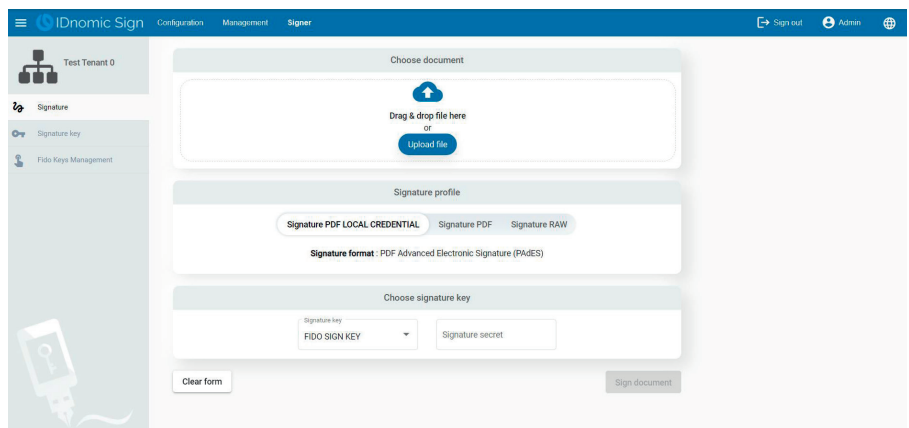 IDnomic Sign Configuration Management Signer Sign out Admin
Test Tenant 0
Signature
Signature key
Fido Keys Management
Choose document
Drag & drop file here
or
Upload file
Signature profile
Signature PDF LOCAL CREDENTIAL Signature PDF Signature RAW
Signature format : PDF Advanced Electronic Signature (PAdES)
Choose signature key
Signature key
FIDO SIGN KEY Signature secret
Clear form Sign document